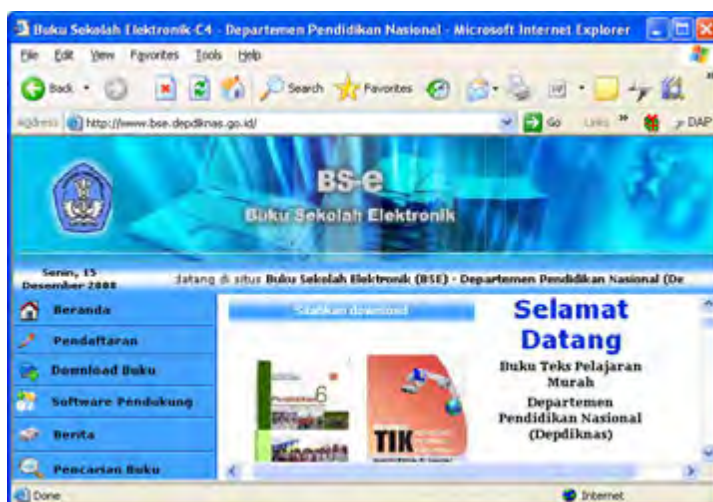 Buku Sekolah Elektronik-C4 - Departemen Pendidikan Nasional - Microsoft Internet Explorer
File Edit View Favorites Tools Help
Back Search Favorites
Address http://www.bse.depdiknas.go.id/ Go Links » DAP
BS-e
Buku Sekolah Elektronik
Senin, 15
Desember 2008
datang di situs Buku Sekolah Elektronik (BSE) - Departemen Pendidikan Nasional (De
Beranda
Pendaftaran
Download Buku
Software Pendukung
Berita
Pencarian Buku
Silahkan download
6
TIK
Selamat
Datang
Buku Teks Pelajaran
Murah
Departemen
Pendidikan Nasional
(Depdiknas)
Done Internet